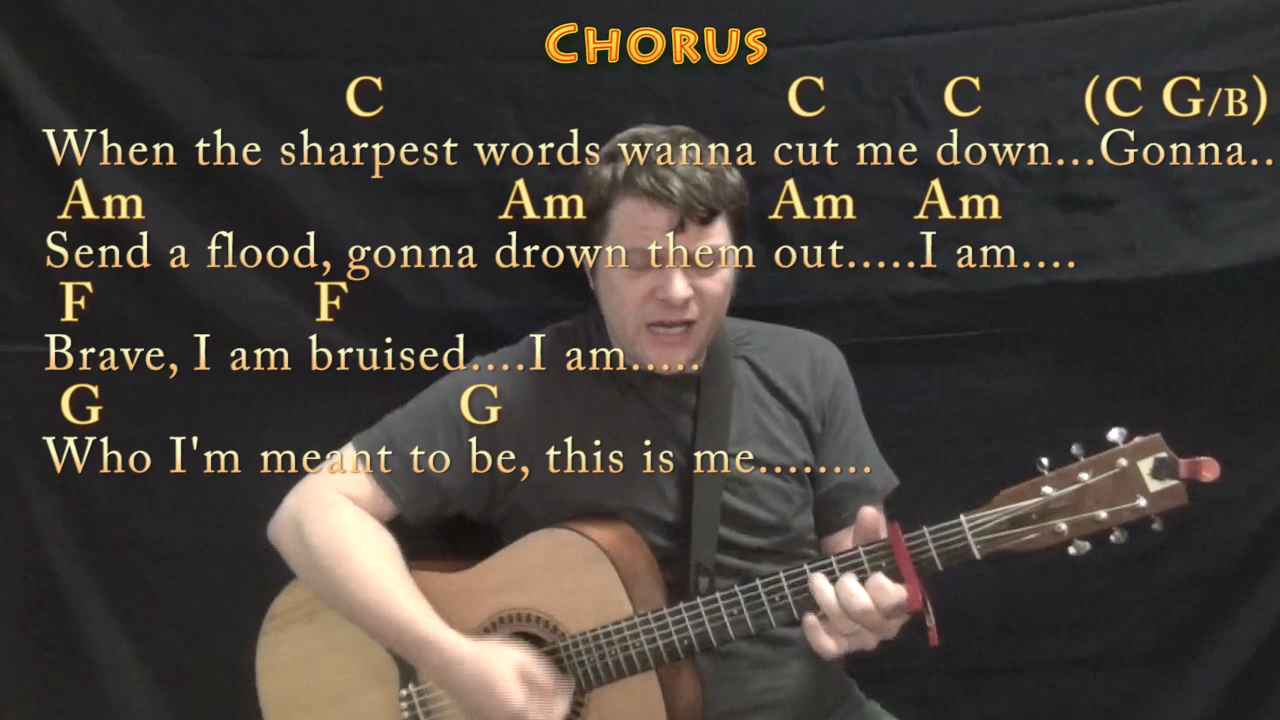 CHORUS
C C C (C G/B)
When the sharpest words wanna cut me down...Gonna..
Am Am Am Am
Send a flood, gonna drown them out.....I am....
F F
Brave, I am bruised....I am.....
G G
Who I'm meant to be, this is me........